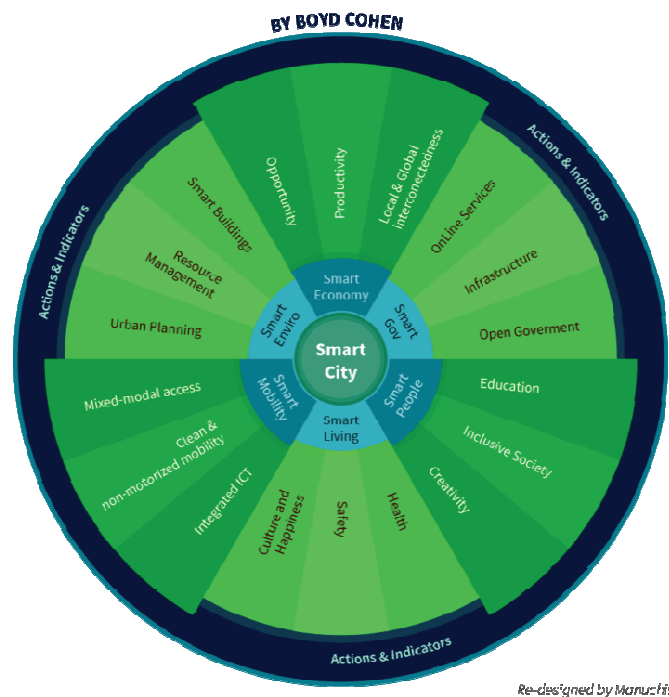 BY BOYD COHEN
Actions & Indicators
Actions & Indicators
Actions & Indicators
Opportunity
Productivity
Local & Global
interconectedness
OnLine Services
Infrastructure
Open Goverment
Education
Inclusive Society
Creativity
Health
Safety
Culture and
Happiness
Integrated ICT
Clean &
non-motorized mobility
Mixed-modal access
Urban Planning
Resource
Management
Smart Buildings
Smart
Economy
Smart
Gov
Smart
People
Smart
Living
Smart
Mobility
Smart
Enviro
Smart
City
Re-designed by Manuchi